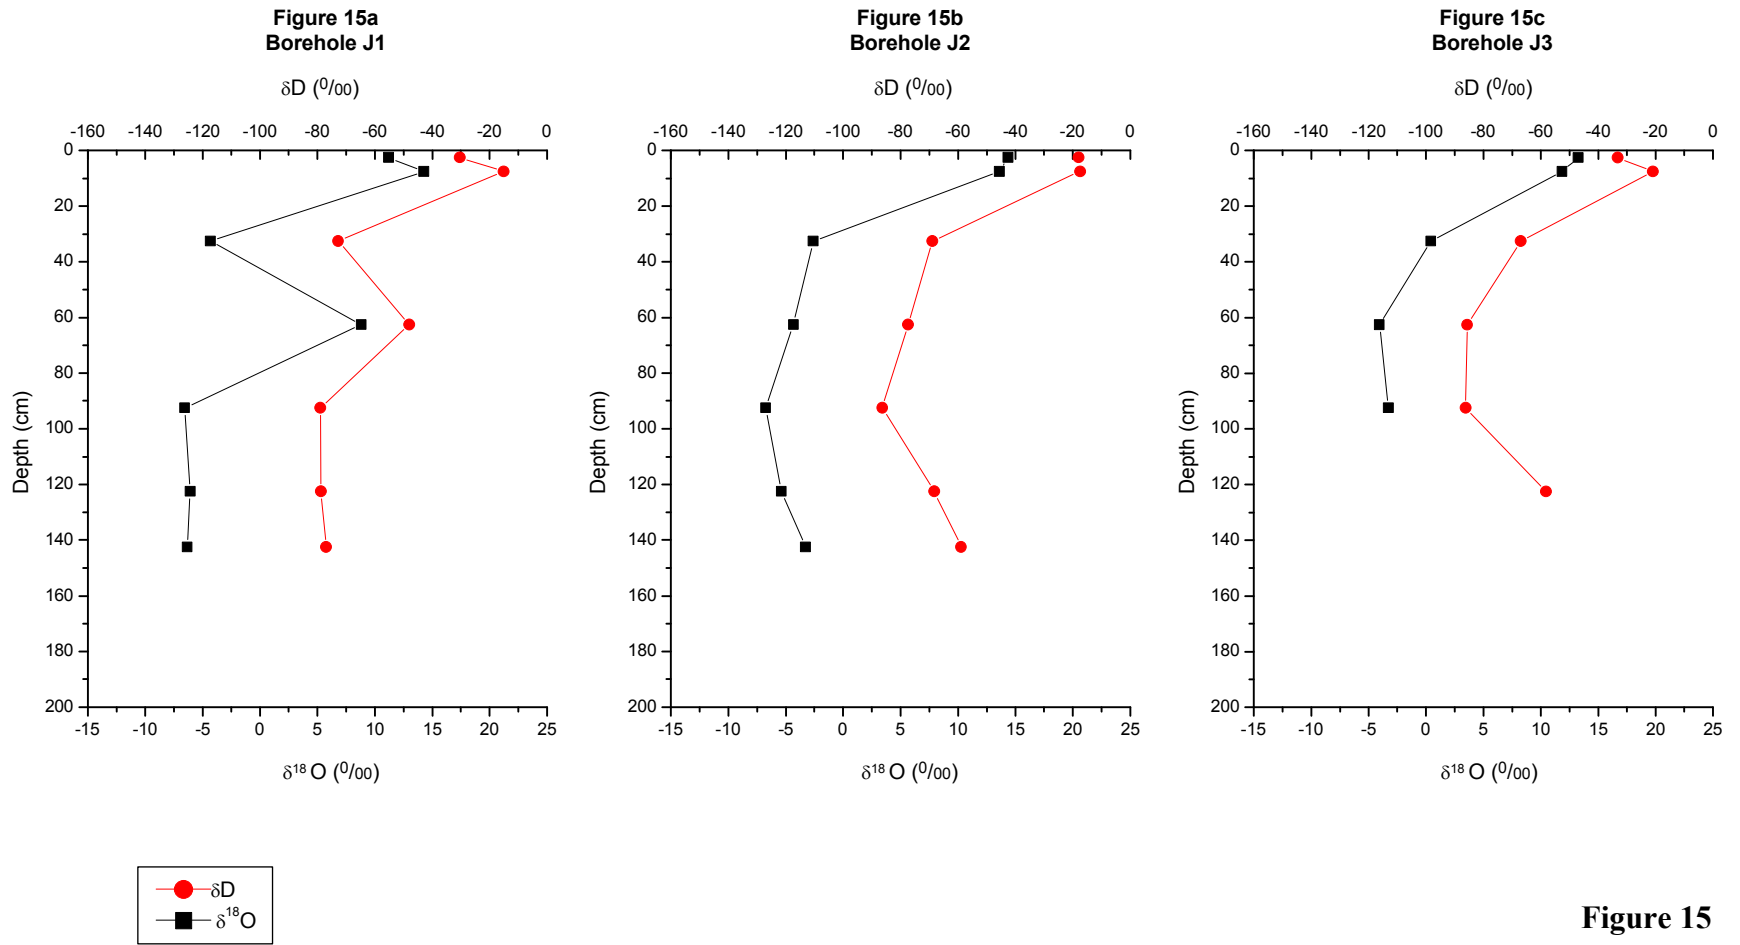 Figure 15a
Borehole J1
δD (0/00)
-160 -140 -120 -100 -80 -60 -40 -20 0
0
20
40
60
80
100
120
140
160
180
200
Depth (cm)
-15 -10 -5 0 5 10 15 20 25
δ18 O (0/00)
Figure 15b
Borehole J2
δD (0/00)
-160 -140 -120 -100 -80 -60 -40 -20 0
0
20
40
60
80
100
120
140
160
180
200
Depth (cm)
-15 -10 -5 0 5 10 15 20 25
δ18 O (0/00)
Figure 15c
Borehole J3
δD (0/00)
-160 -140 -120 -100 -80 -60 -40 -20 0
0
20
40
60
80
100
120
140
160
180
200
Depth (cm)
-15 -10 -5 0 5 10 15 20 25
δ18 O (0/00)
δD
δ18O
Figure 15